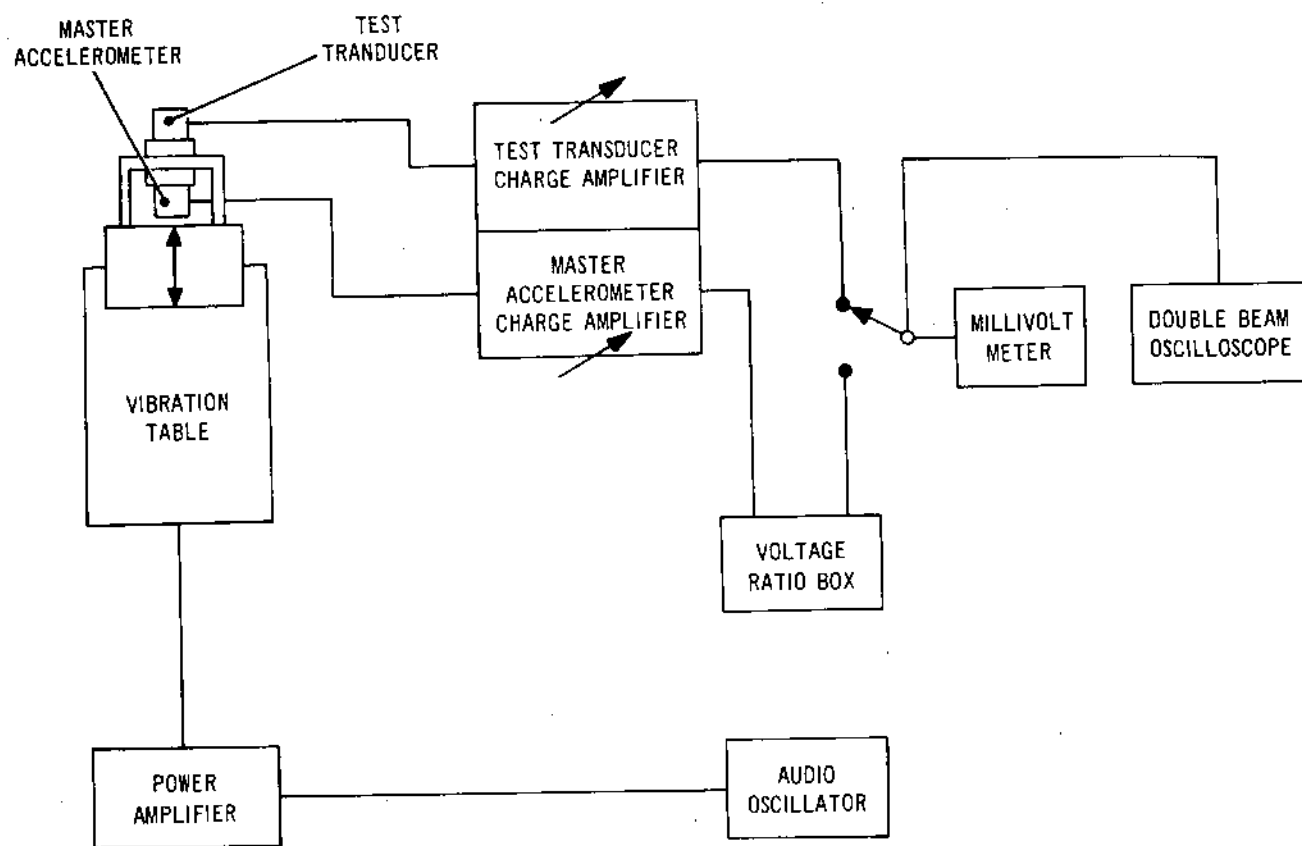 MASTER
ACCELEROMETER
TEST
TRANDUCER
TEST TRANSDUCER
CHARGE AMPLIFIER
MASTER
ACCELEROMETER
CHARGE AMPLIFIER
MILLIVOLT
METER
DOUBLE BEAM
OSCILLOSCOPE
VIBRATION
TABLE
VOLTAGE
RATIO BOX
POWER
AMPLIFIER
AUDIO
OSCILLATOR